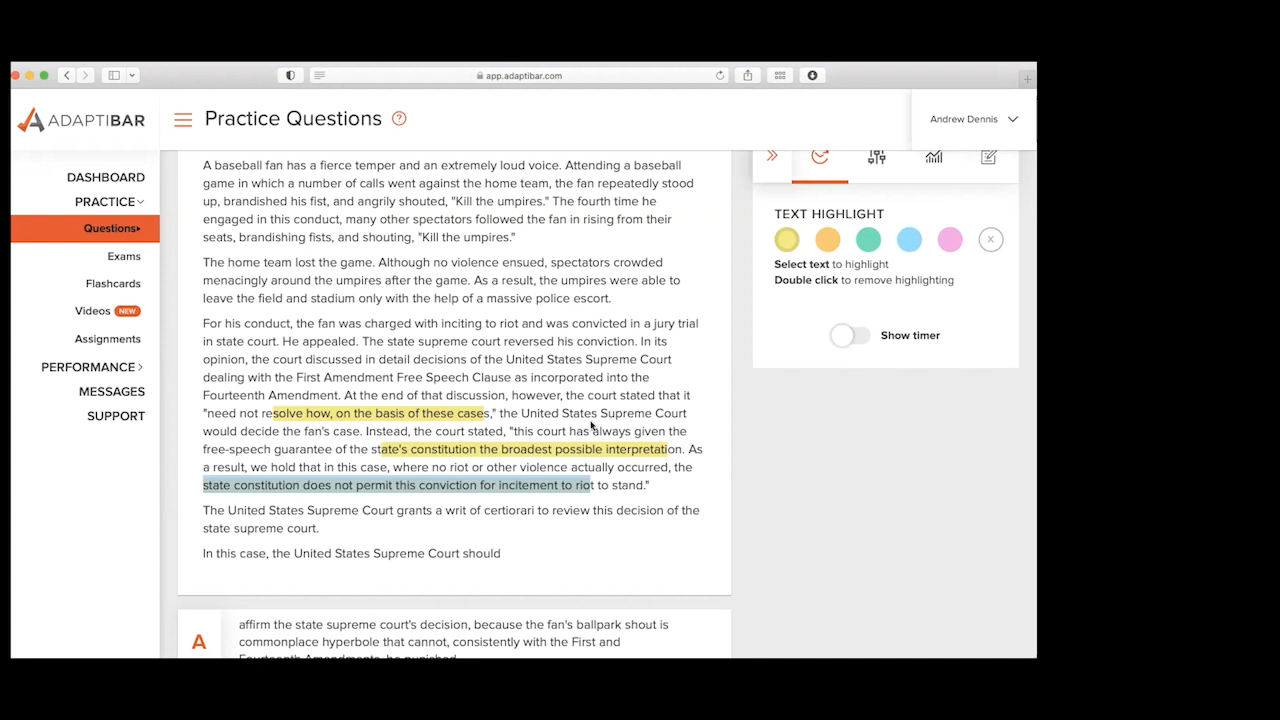 app.adaptibar.com
ADAPTIBAR
Practice Questions
Andrew Dennis
DASHBOARD
PRACTICE
Questions
Exams
Flashcards
Videos NEW
Assignments
PERFORMANCE
MESSAGES
SUPPORT
A baseball fan has a fierce temper and an extremely loud voice. Attending a baseball
game in which a number of calls went against the home team, the fan repeatedly stood
up, brandished his fist, and angrily shouted, "Kill the umpires." The fourth time he
engaged in this conduct, many other spectators followed the fan in rising from their
seats, brandishing fists, and shouting, "Kill the umpires."
The home team lost the game. Although no violence ensued, spectators crowded
menacingly around the umpires after the game. As a result, the umpires were able to
leave the field and stadium only with the help of a massive police escort.
For his conduct, the fan was charged with inciting to riot and was convicted in a jury trial
in state court. He appealed. The state supreme court reversed his conviction. In its
opinion, the court discussed in detail decisions of the United States Supreme Court
dealing with the First Amendment Free Speech Clause as incorporated into the
Fourteenth Amendment. At the end of that discussion, however, the court stated that it
"need not resolve how, on the basis of these cases," the United States Supreme Court
would decide the fan's case. Instead, the court stated, "this court has always given the
free-speech guarantee of the state's constitution the broadest possible interpretation. As
a result, we hold that in this case, where no riot or other violence actually occurred, the
state constitution does not permit this conviction for incitement to riot to stand."
The United States Supreme Court grants a writ of certiorari to review this decision of the
state supreme court.
In this case, the United States Supreme Court should
A
affirm the state supreme court's decision, because the fan's ballpark shout is
commonplace hyperbole that cannot, consistently with the First and
Fourteenth Amendments, be punished
TEXT HIGHLIGHT
Select text to highlight
Double click to remove highlighting
Show timer